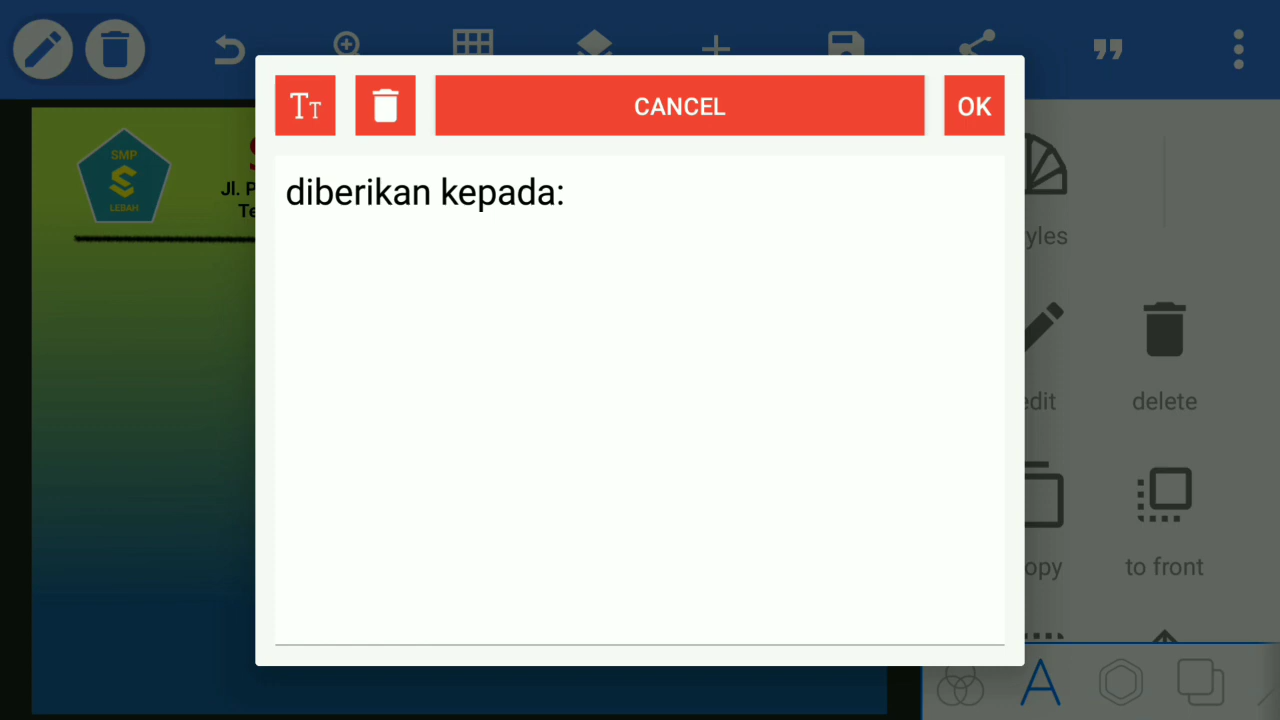 CANCEL
OK
diberikan kepada:
SMP
LEBAH
Jl. P
Te
yles
edit
delete
opy
to front